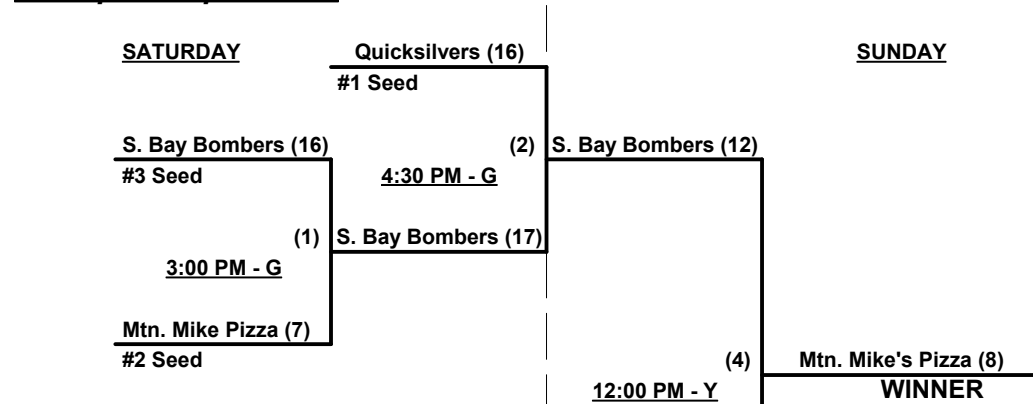 SATURDAY
Quicksilvers (16)
SUNDAY
#1 Seed
S. Bay Bombers (16)
(2)
S. Bay Bombers (12)
#3 Seed
4:30 PM - G
(1)
S. Bay Bombers (17)
3:00 PM - G
Mtn. Mike Pizza (7)
#2 Seed
(4)
Mtn. Mike's Pizza (8)
12:00 PM - Y
WINNER